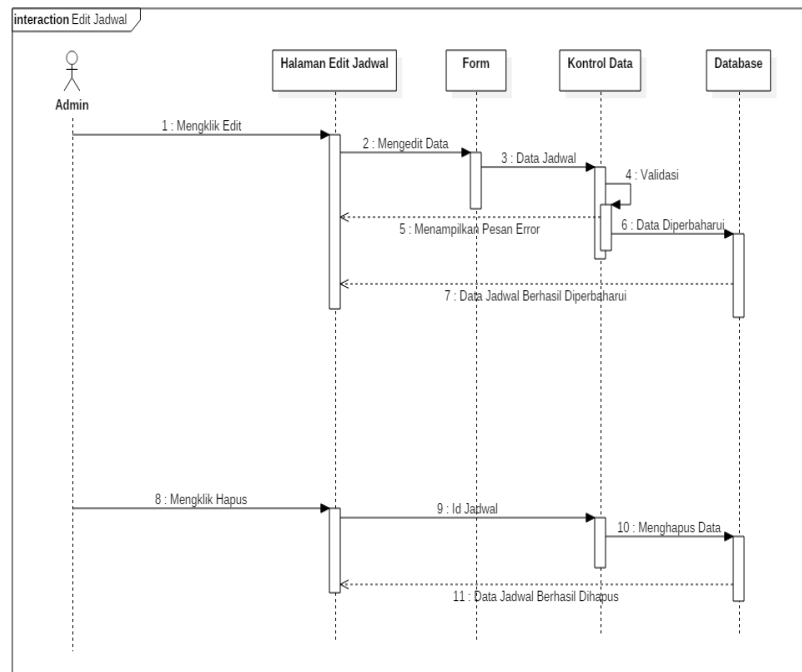 interaction Edit Jadwal
Halaman Edit Jadwal
Form
Kontrol Data
Database
Admin
1 : Mengklik Edit
2 : Mengedit Data
3 : Data Jadwal
4 : Validasi
5 : Menampilkan Pesan Error
6 : Data Diperbaharui
7 : Data Jadwal Berhasil Diperbaharui
8 : Mengklik Hapus
9 : Id Jadwal
10 : Menghapus Data
11 : Data Jadwal Berhasil Dihapus